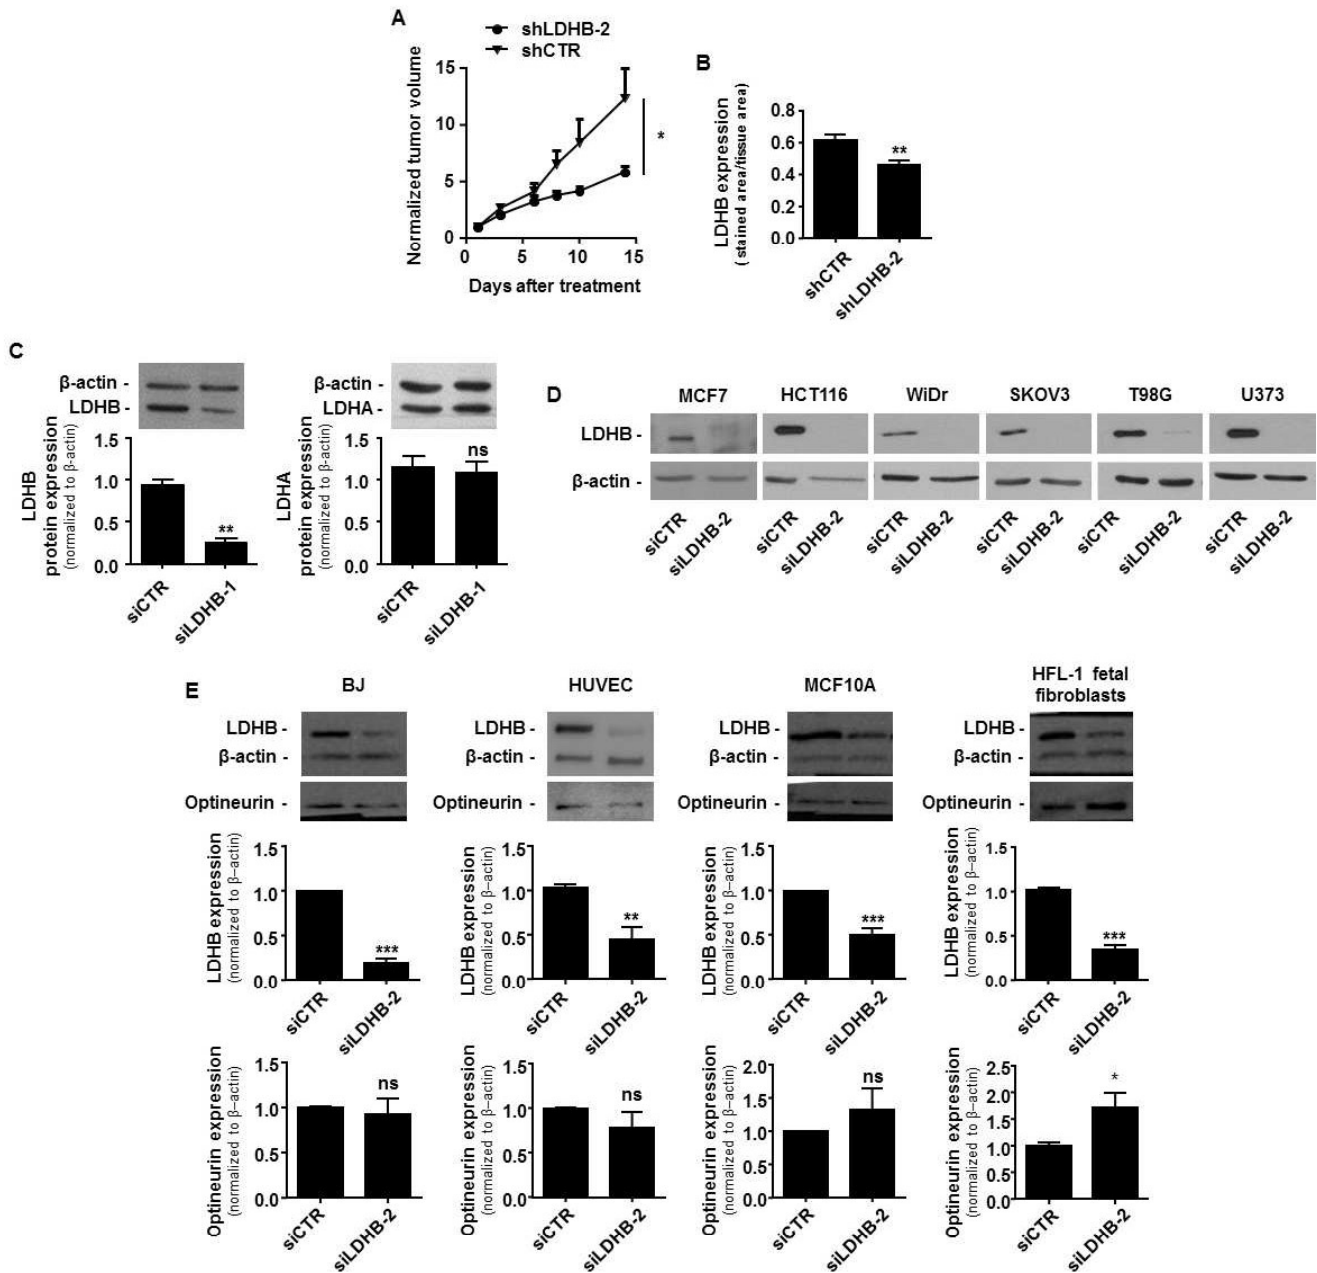 A
shLDHB-2
shCTR
Normalized tumor volume
15
10
5
0
0 5 10 15
Days after treatment
*
B
LDHB expression
( stained area/tissue area)
0.8
0.6
0.4
0.2
0.0
**
shCTR
shLDHB-2
C
β-actin -
LDHB -
LDHB
protein expression
(normalized to β-actin)
1.5
1.0
0.5
0.0
**
siCTR
siLDHB-1
β-actin -
LDHA -
LDHA
protein expression
(normalized to β-actin)
1.5
1.0
0.5
0.0
ns
siCTR
siLDHB-1
D
MCF7 HCT116 WiDr SKOV3 T98G U373
LDHB -
β-actin -
siCTR siLDHB-2 siCTR siLDHB-2 siCTR siLDHB-2 siCTR siLDHB-2 siCTR siLDHB-2 siCTR siLDHB-2
E
BJ
LDHB -
β-actin -
Optineurin -
LDHB expression
(normalized to β–actin)
1.5
1.0
0.5
0.0
***
siCTR
siLDHB-2
Optineurin expression
(normalized to β–actin)
1.5
1.0
0.5
0.0
ns
siCTR
siLDHB-2
HUVEC
LDHB -
β-actin -
Optineurin -
LDHB expression
(normalized to β–actin)
1.5
1.0
0.5
0.0
**
siCTR
siLDHB-2
Optineurin expression
(normalized to β–actin)
1.5
1.0
0.5
0.0
ns
siCTR
siLDHB-2
MCF10A
LDHB -
β-actin -
Optineurin -
LDHB expression
(normalized to β–actin)
1.5
1.0
0.5
0.0
***
siCTR
siLDHB-2
Optineurin expression
(normalized to β–actin)
2.0
1.5
1.0
0.5
0.0
ns
siCTR
siLDHB-2
HFL-1 fetal
fibroblasts
LDHB -
β-actin -
Optineurin -
LDHB expression
(normalized to β–actin)
1.5
1.0
0.5
0.0
***
siCTR
siLDHB-2
Optineurin expression
(normalized to β–actin)
2.5
2.0
1.5
1.0
0.5
0.0
*
siCTR
siLDHB-2